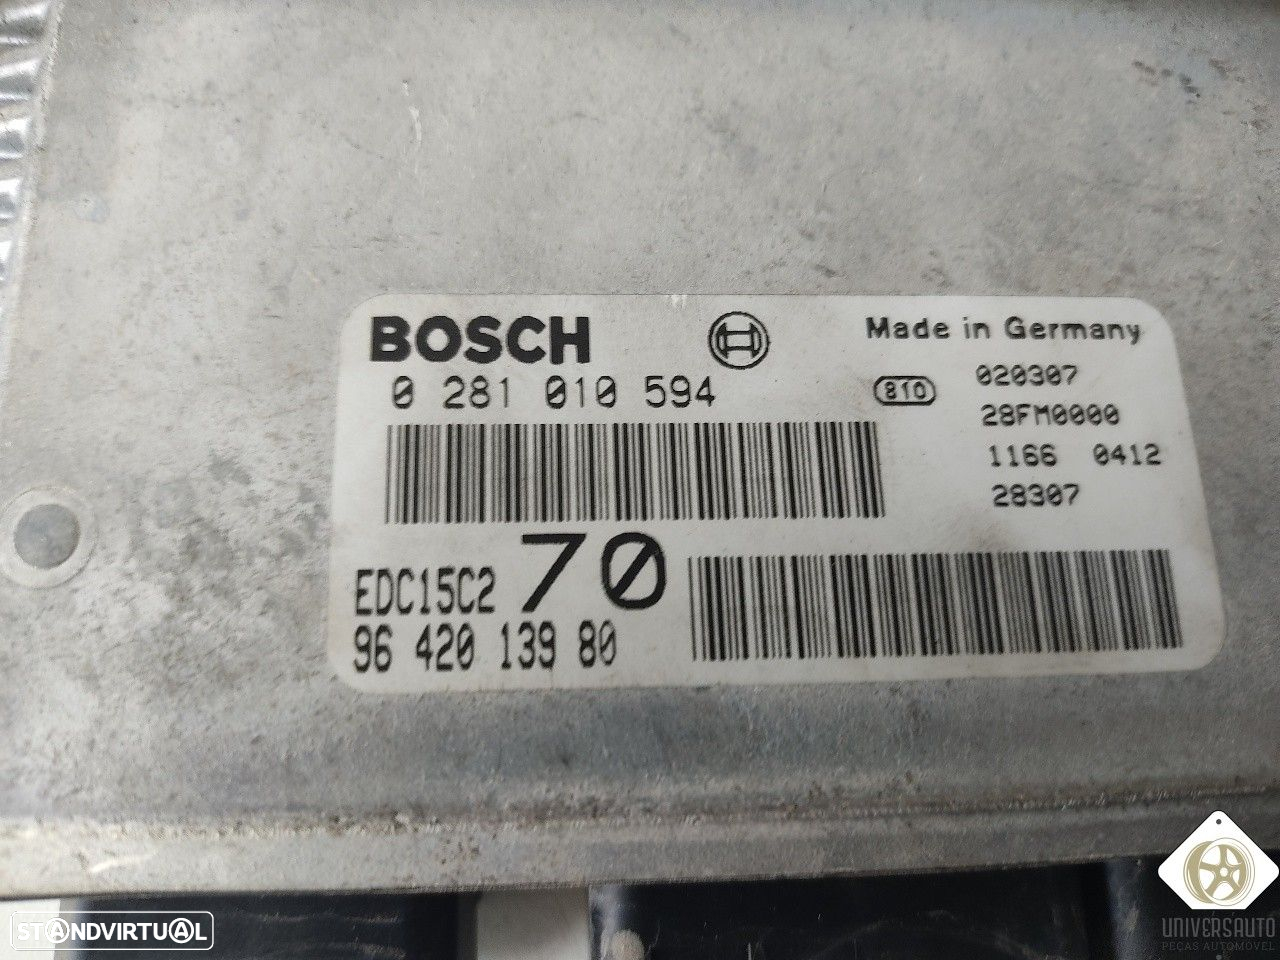 BOSCH
Made in Germany
0 281 010 594
810
020307
28FM0000
1166 0412
28307
EDC15C2 70
96 420 139 80
STANDVIRTUAL
UNIVERSAUTO
PEÇAS AUTOMÓVEL